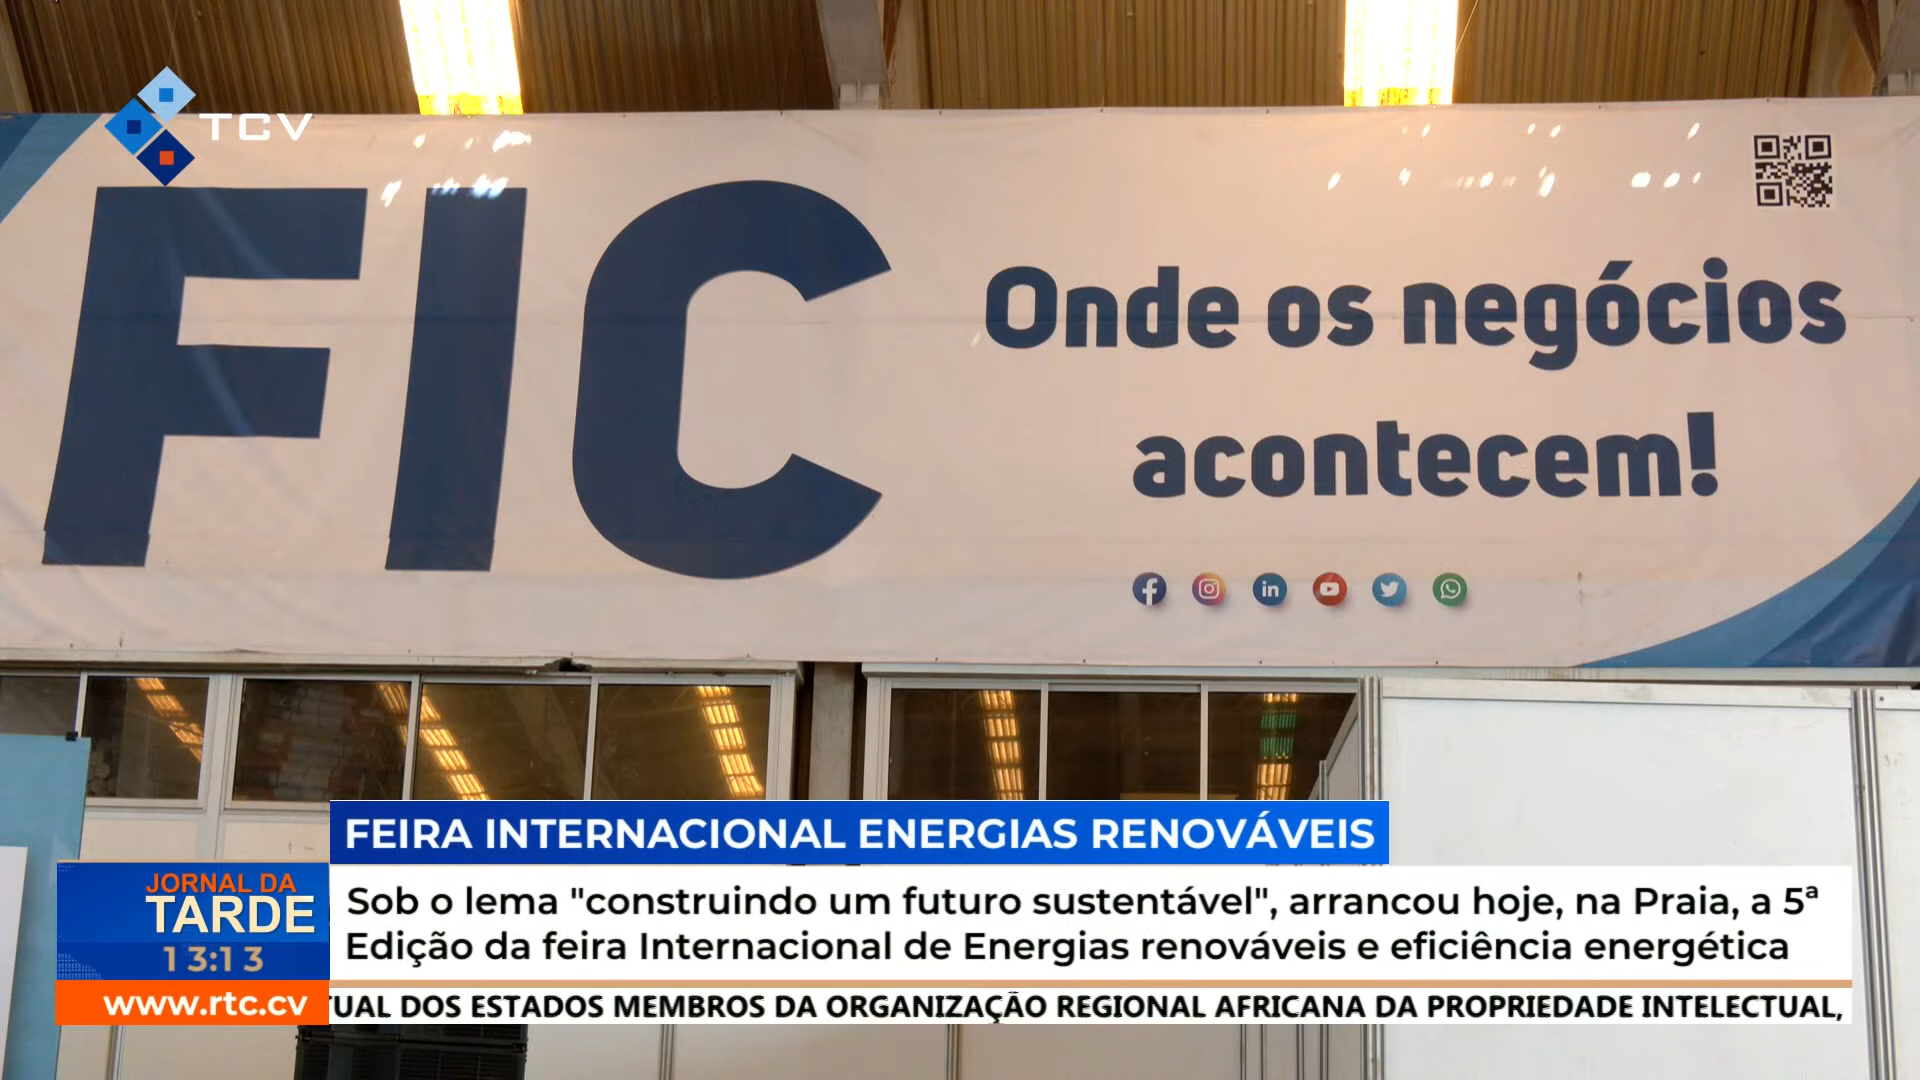 TCV
FIC
Onde os negócios
acontecem!
FEIRA INTERNACIONAL ENERGIAS RENOVÁVEIS
JORNAL DA
TARDE
13:13
Sob o lema "construindo um futuro sustentável", arrancou hoje, na Praia, a 5ª
Edição da feira Internacional de Energias renováveis e eficiência energética
www.rtc.cv
UAL DOS ESTADOS MEMBROS DA ORGANIZAÇÃO REGIONAL AFRICANA DA PROPRIEDADE INTELECTUAL,